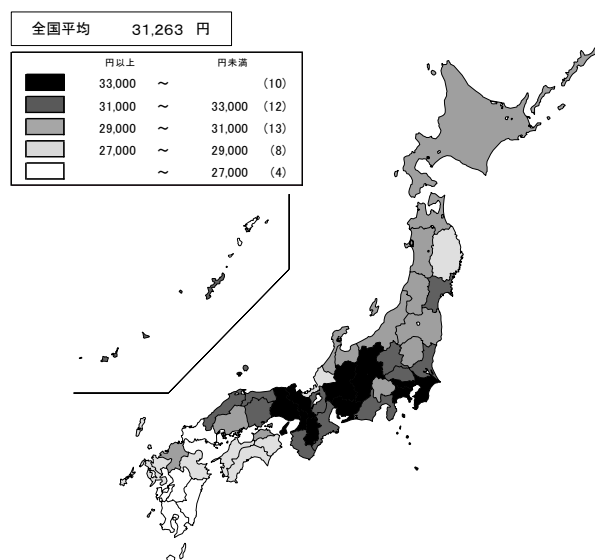 全国平均 31,263 円
円以上 円未満
33,000 ～ (10)
31,000 ～ 33,000 (12)
29,000 ～ 31,000 (13)
27,000 ～ 29,000 (8)
～ 27,000 (4)